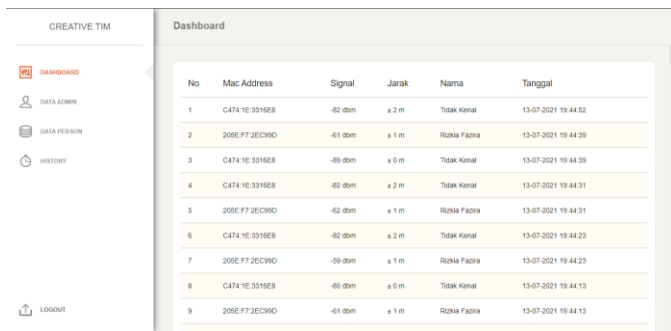 CREATIVE TIM
Dashboard
DASHBOARD
DATA ADMIN
DATA PERSON
HISTORY
LOGOUT
No Mac Address Signal Jarak Nama Tanggal
1 C474:1E:3316E8 -82 dbm ± 2 m Tidak Kenal 13-07-2021 19:44:52
2 205E:F7:2EC99D -61 dbm ± 1 m Rizkia Fazira 13-07-2021 19:44:39
3 C474:1E:3316E8 -89 dbm ± 0 m Tidak Kenal 13-07-2021 19:44:39
4 C474:1E:3316E8 -82 dbm ± 2 m Tidak Kenal 13-07-2021 19:44:31
5 205E:F7:2EC99D -62 dbm ± 1 m Rizkia Fazira 13-07-2021 19:44:31
6 C474:1E:3316E8 -82 dbm ± 2 m Tidak Kenal 13-07-2021 19:44:23
7 205E:F7:2EC99D -59 dbm ± 1 m Rizkia Fazira 13-07-2021 19:44:23
8 C474:1E:3316E8 -85 dbm ± 0 m Tidak Kenal 13-07-2021 19:44:13
9 205E:F7:2EC99D -61 dbm ± 1 m Rizkia Fazira 13-07-2021 19:44:13